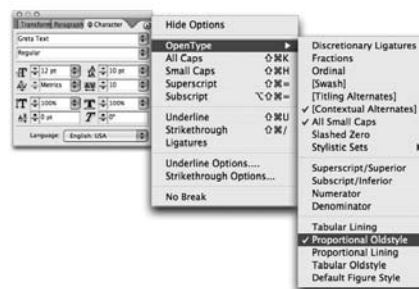 Transform Paragraph Character
Greta Text
Regular
12 pt 10 pt
Metrics 10
100% 100%
0 pt 0°
Language: English: USA
Hide Options
OpenType
All Caps ⇧⌘K
Small Caps ⇧⌘H
Superscript ⇧⌘=
Subscript ⌥⇧⌘=
Underline ⇧⌘U
Strikethrough ⇧⌘/
Ligatures
Underline Options....
Strikethrough Options...
No Break
Discretionary Ligatures
Fractions
Ordinal
[Swash]
[Titling Alternates]
✓ [Contextual Alternates]
✓ All Small Caps
Slashed Zero
Stylistic Sets
Superscript/Superior
Subscript/Inferior
Numerator
Denominator
Tabular Lining
✓ Proportional Oldstyle
Proportional Lining
Tabular Oldstyle
Default Figure Style